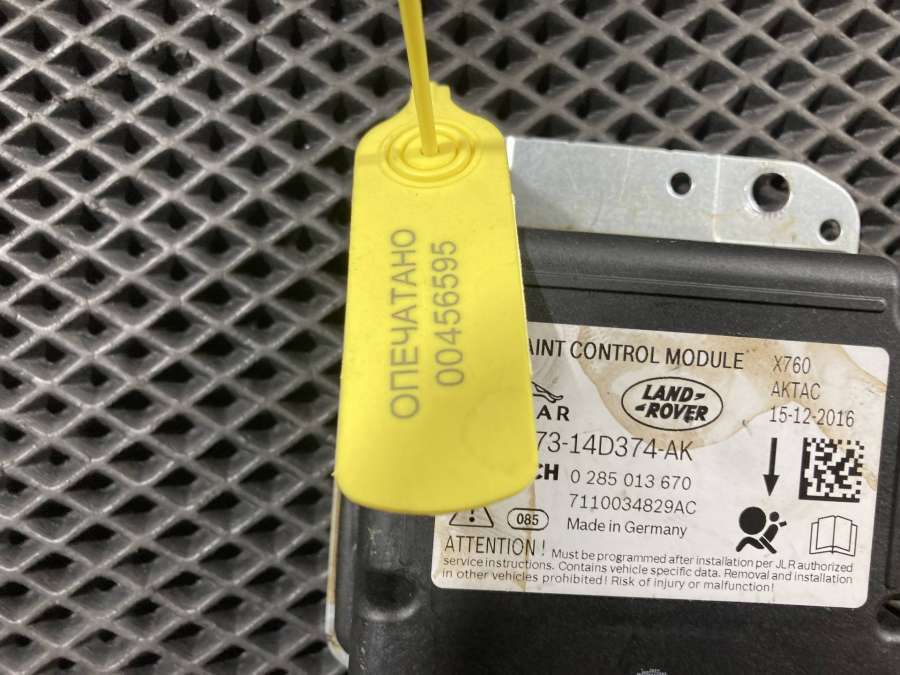 ОПЕЧАТАНО
00456595
AINT CONTROL MODULE
X760
AKTAC
15-12-2016
AR
LAND-
-ROVER
73-14D374-AK
CH 0 285 013 670
7110034829AC
085
Made in Germany
ATTENTION! Must be programmed after installation per JLR authorized
service instructions. Contains vehicle specific data. Removal and installation
in other vehicles prohibited! Risk of injury or malfunction!